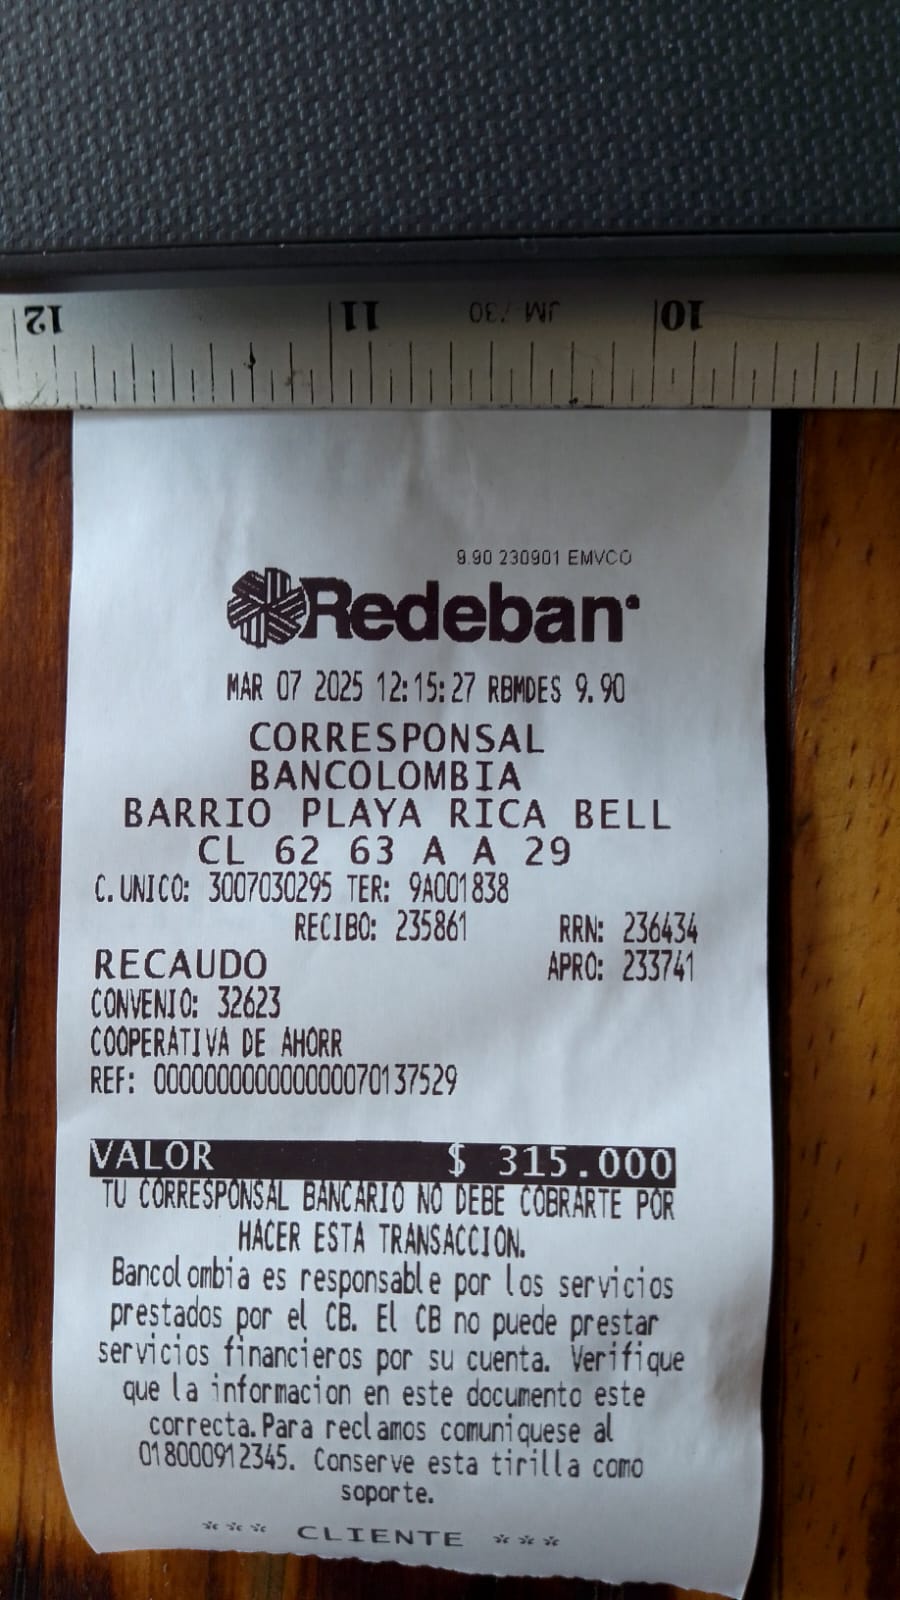 12 11 JM 730 10
9.90 230901 EMVCO
Redeban
MAR 07 2025 12:15:27 RBMDES 9.90
CORRESPONSAL
BANCOLOMBIA
BARRIO PLAYA RICA BELL
CL 62 63 A A 29
C.UNICO: 3007030295 TER: 9A001838
RECIBO: 235861 RRN: 236434
RECAUDO APRO: 233741
CONVENIO: 32623
COOPERATIVA DE AHORR
REF: 000000000000000070137529
VALOR $ 315.000
TU CORRESPONSAL BANCARIO NO DEBE COBRARTE POR
HACER ESTA TRANSACCION.
Bancolombia es responsable por los servicios
prestados por el CB. El CB no puede prestar
servicios financieros por su cuenta. Verifique
que la informacion en este documento este
correcta.Para reclamos comuniquese al
018000912345. Conserve esta tirilla como
soporte.
*** CLIENTE ***